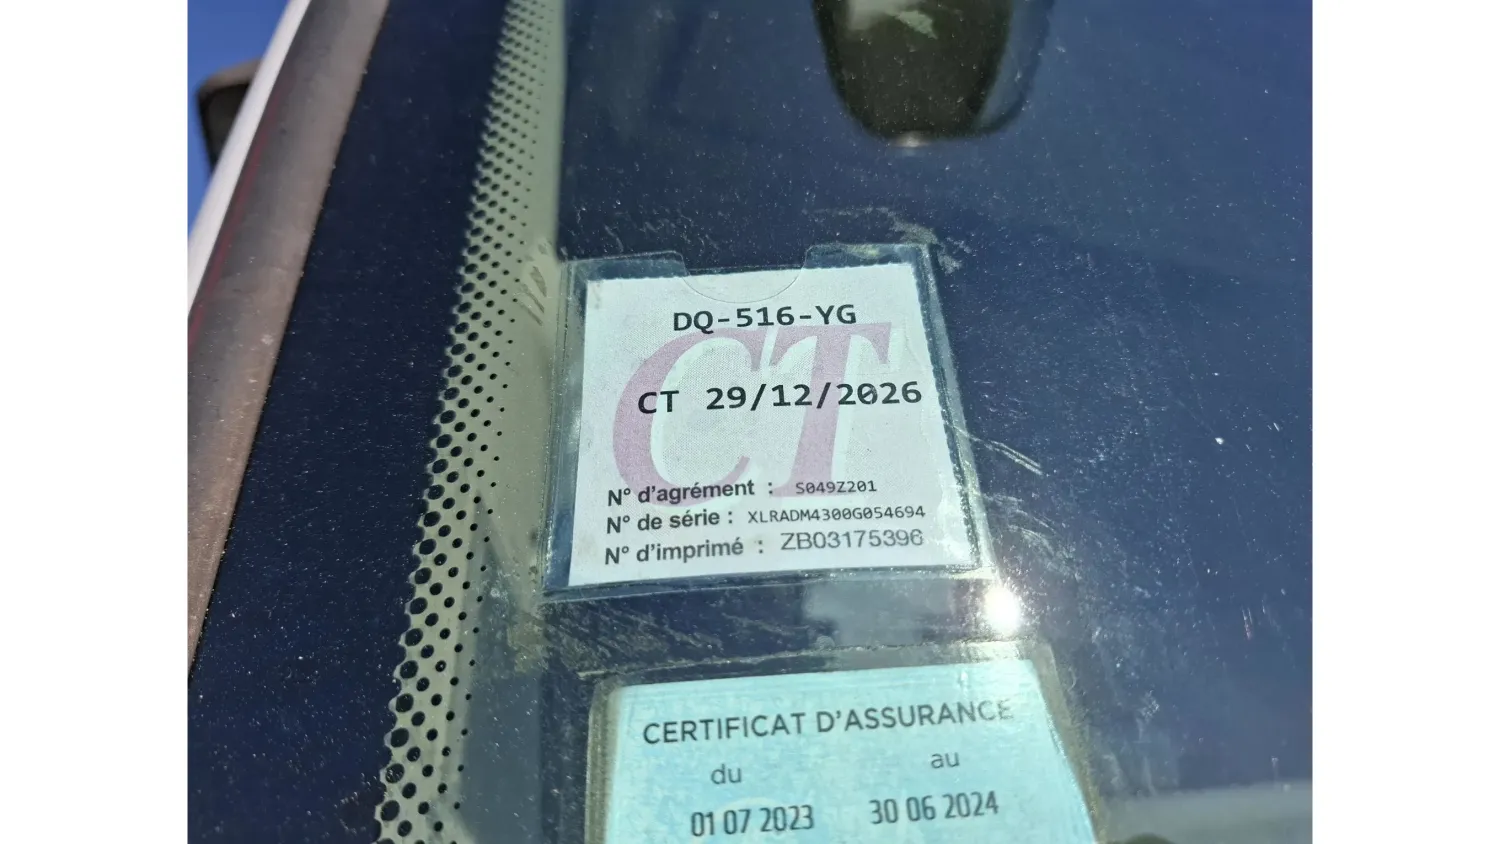 DQ-516-YG
CT
CT 29/12/2026
N° d'agrément : S049Z201
N° de série : XLRADM4300G054694
N° d'imprimé : ZB03175396
CERTIFICAT D'ASSURANCE
du au
01 07 2023 30 06 2024